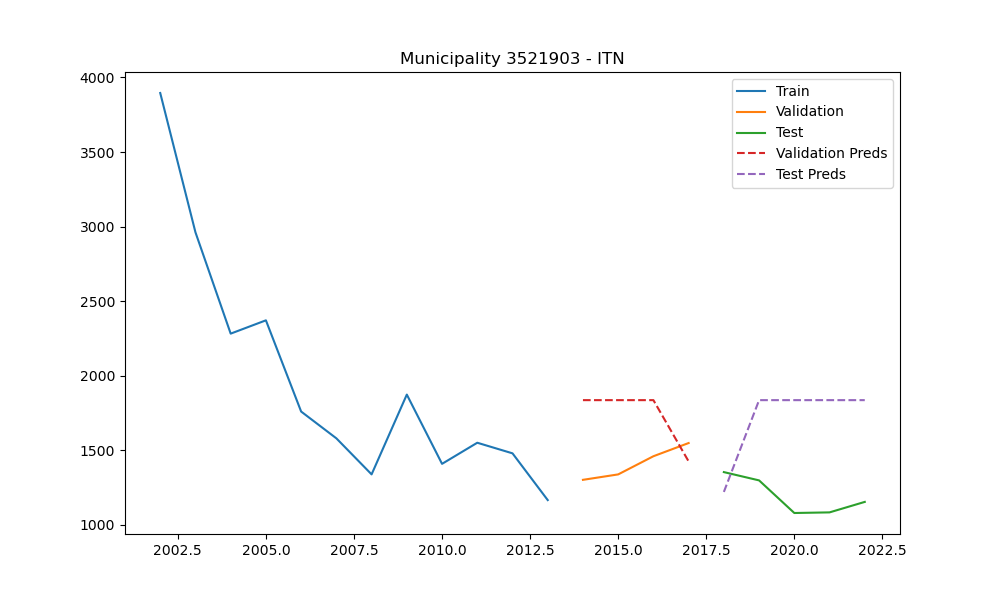 Municipality 3521903 - ITN
4000
3500
3000
2500
2000
1500
1000
2002.5 2005.0 2007.5 2010.0 2012.5 2015.0 2017.5 2020.0 2022.5
Train
Validation
Test
Validation Preds
Test Preds